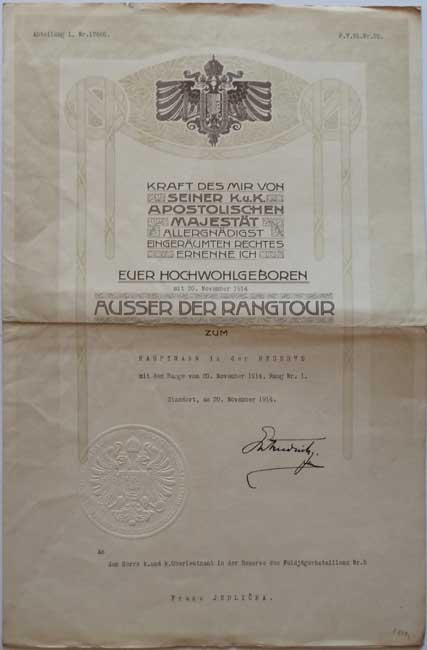 Abteilung 1. Nr.17666.
P.V.Bl.Nr.50.
KRAFT DES MIR VON
SEINER K.u.K.
APOSTOLISCHEN
MAJESTÄT
ALLERGNÄDIGST
EINGERÄUMTEN RECHTES
ERNENNE ICH
EUER HOCHWOHLGEBOREN
mit 20. November 1914
AUSSER DER RANGTOUR
ZUM
HAUPTMANN in der RESERVE
mit dem Range vom 20. November 1914, Rang Nr. 1.
Standort, am 20. November 1914.
An
den Herrn k.und k.Oberleutnant in der Reserve des Feldjägerbataillons Nr.5
Franz JEDLIČKA.